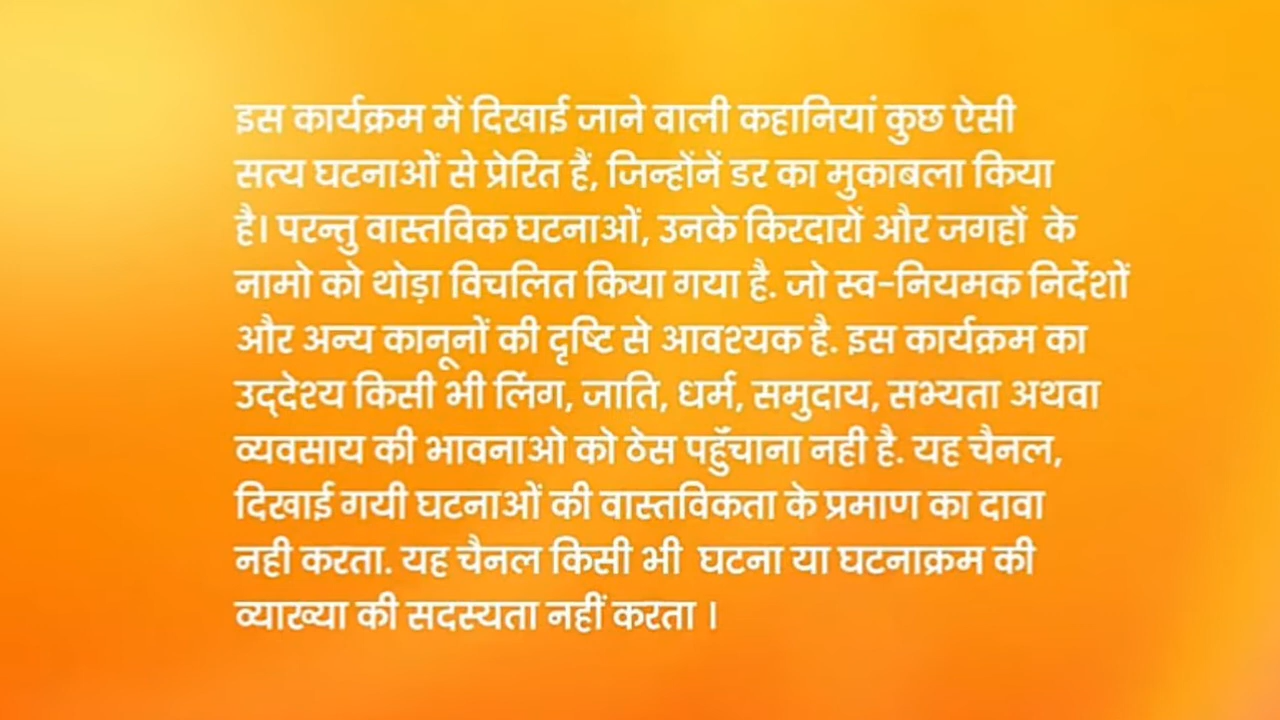 इस कार्यक्रम में दिखाई जाने वाली कहानियां कुछ ऐसी
सत्य घटनाओं से प्रेरित हैं, जिन्होंनें डर का मुकाबला किया
है। परन्तु वास्तविक घटनाओं, उनके किरदारों और जगहों के
नामो को थोड़ा विचलित किया गया है. जो स्व-नियमक निर्देशों
और अन्य कानूनों की दृष्टि से आवश्यक है. इस कार्यक्रम का
उद्देश्य किसी भी लिंग, जाति, धर्म, समुदाय, सभ्यता अथवा
व्यवसाय की भावनाओ को ठेस पहुँचाना नही है. यह चैनल,
दिखाई गयी घटनाओं की वास्तविकता के प्रमाण का दावा
नही करता. यह चैनल किसी भी घटना या घटनाक्रम की
व्याख्या की सदस्यता नहीं करता ।